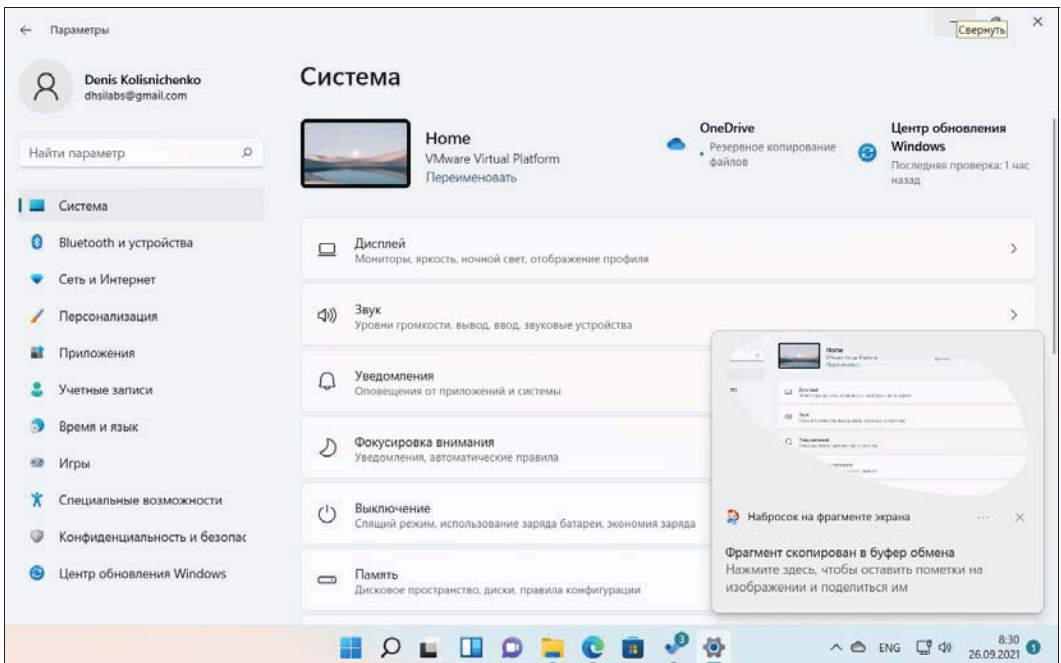 Параметры
Свернуть
Denis Kolisnichenko
dhsilabs@gmail.com
Найти параметр
Система
Bluetooth и устройства
Сеть и Интернет
Персонализация
Приложения
Учетные записи
Время и язык
Игры
Специальные возможности
Конфиденциальность и безопас
Центр обновления Windows
Система
Home
VMware Virtual Platform
Переименовать
OneDrive
Резервное копирование
файлов
Центр обновления
Windows
Последняя проверка: 1 час
назад
Дисплей
Мониторы, яркость, ночной свет, отображение профиля
Звук
Уровни громкости, вывод, ввод, звуковые устройства
Уведомления
Оповещения от приложений и системы
Фокусировка внимания
Уведомления, автоматические правила
Выключение
Спящий режим, использование заряда батареи, экономия заряда
Память
Дисковое пространство, диски, правила конфигурации
Home
Набросок на фрагменте экрана
Фрагмент скопирован в буфер обмена
Нажмите здесь, чтобы оставить пометки на
изображении и поделиться им
3
ENG
8:30
26.09.2021
1